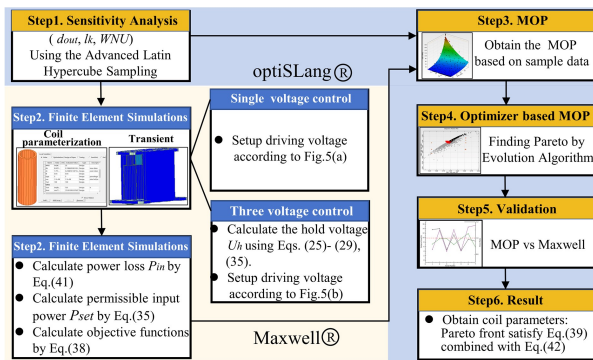 Step1. Sensitivity Analysis
( dout, lk, WNU)
Using the Advanced Latin
Hypercube Sampling
optiSLang®
Step2. Finite Element Simulations
Coil
parameterization
Transient
Single voltage control
● Setup driving voltage
according to Fig.5(a)
Three voltage control
● Calculate the hold voltage
Uh using Eqs. (25)- (29),
(35).
● Setup driving voltage
according to Fig.5(b)
Step2. Finite Element Simulations
● Calculate power loss Pin by
Eq.(41)
● Calculate permissible input
power Pset by Eq.(35)
● Calculate objective functions
by Eq.(38)
Maxwell®
Step3. MOP
Obtain the MOP
based on sample data
Step4. Optimizer based MOP
Finding Pareto by
Evolution Algorithm
Step5. Validation
MOP vs Maxwell
Step6. Result
● Obtain coil parameters:
Pareto front satisfy Eq.(39)
combined with Eq.(42)